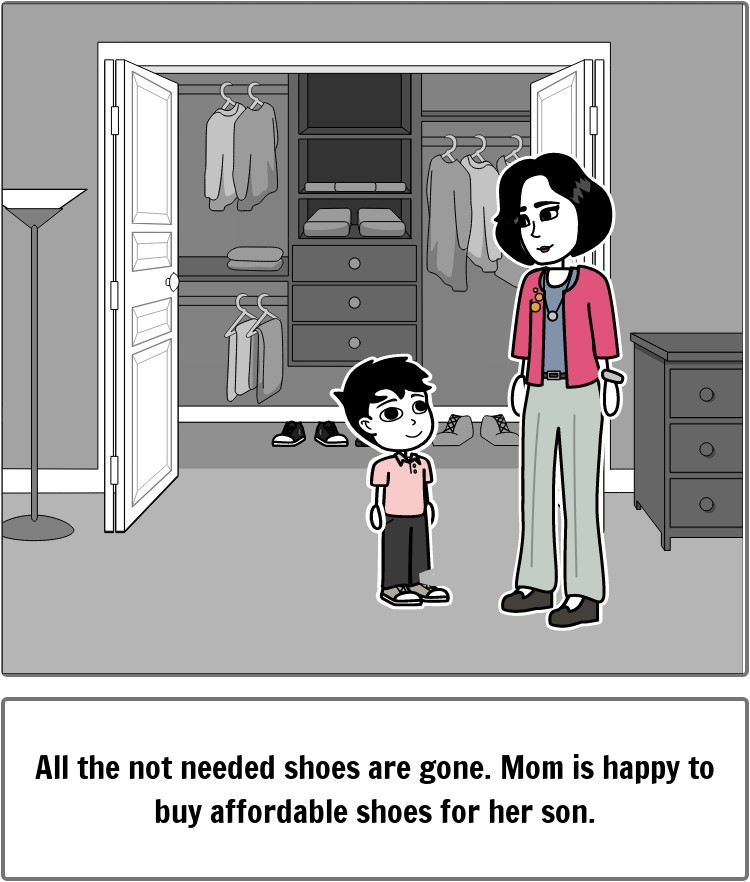 All the not needed shoes are gone. Mom is happy to
buy affordable shoes for her son.